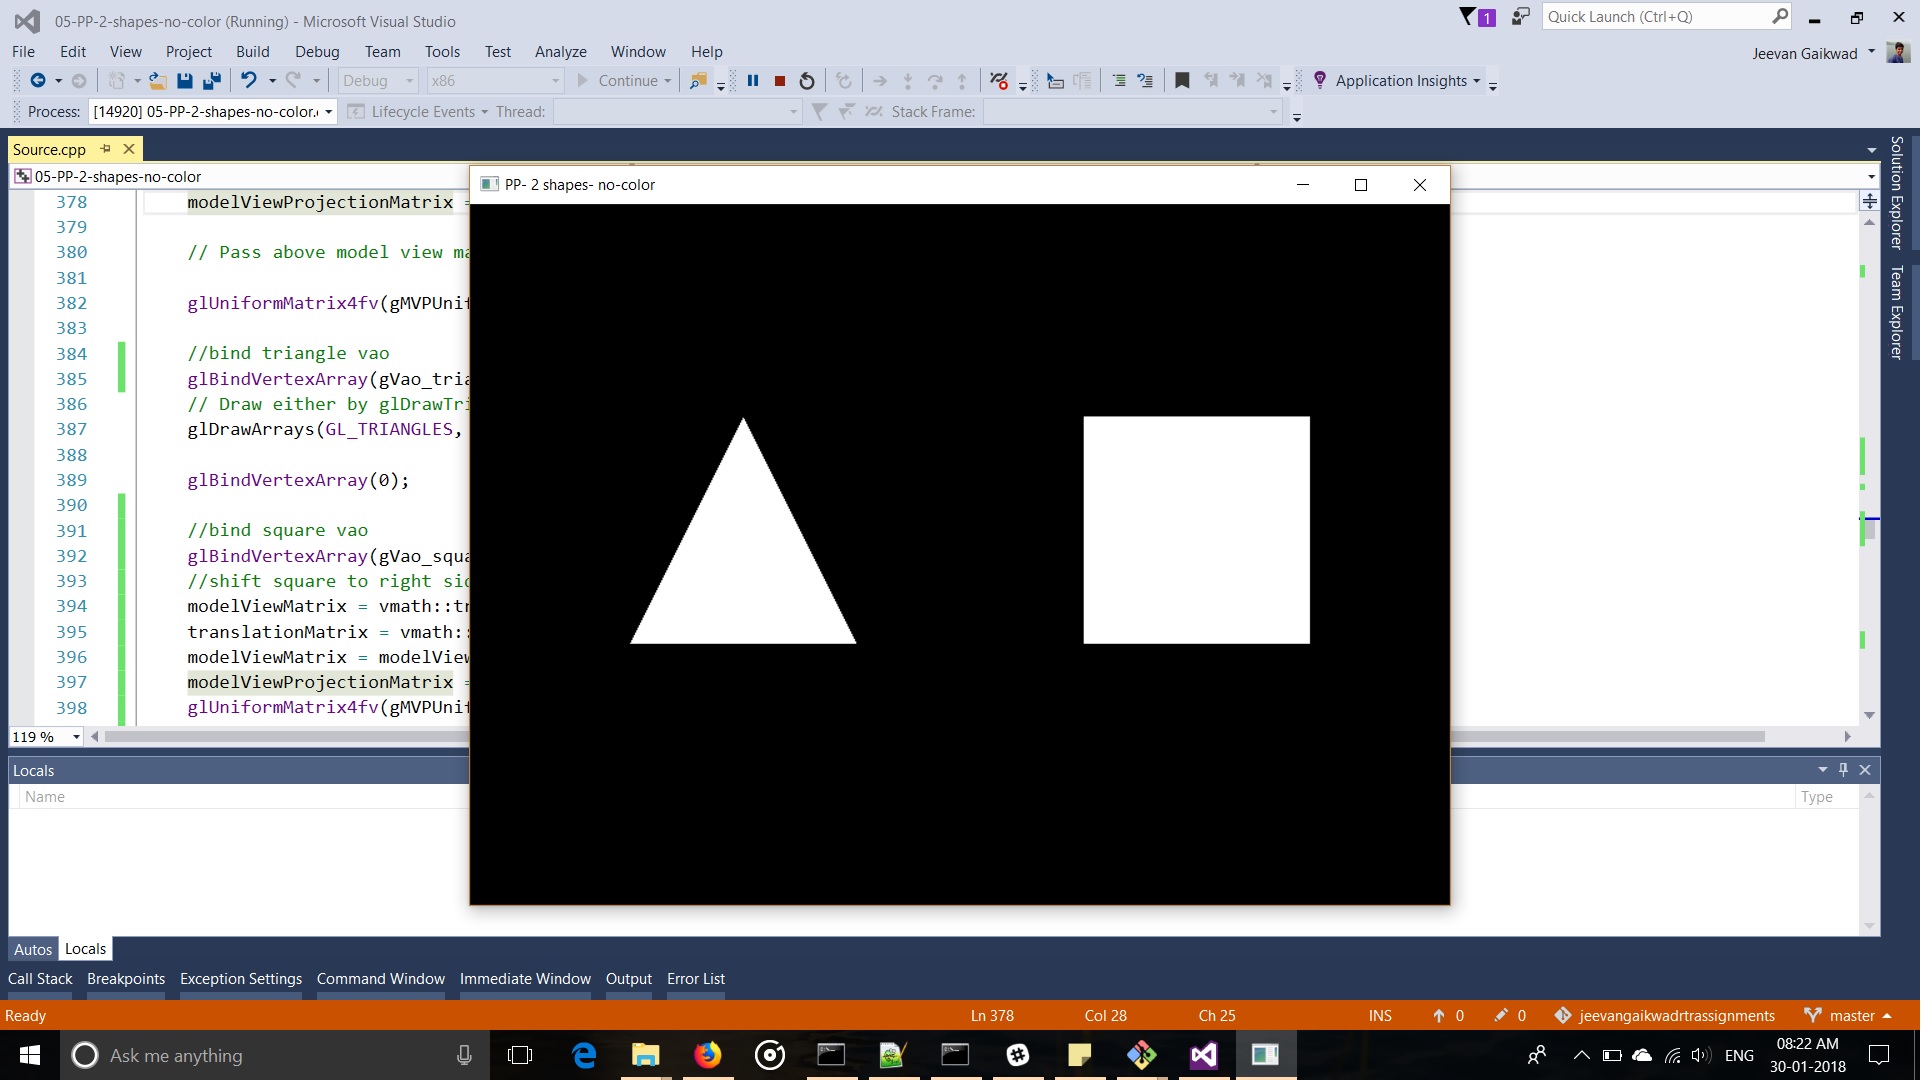 05-PP-2-shapes-no-color (Running) - Microsoft Visual Studio
1
Quick Launch (Ctrl+Q)
File Edit View Project Build Debug Team Tools Test Analyze Window Help
Jeevan Gaikwad
Debug x86 Continue Application Insights
Process: [14920] 05-PP-2-shapes-no-color. Lifecycle Events Thread: Stack Frame:
Source.cpp
05-PP-2-shapes-no-color
PP- 2 shapes- no-color
Solution Explorer
Team Explorer
378 modelViewProjectionMatrix =
379
380 // Pass above model view ma
381
382 glUniformMatrix4fv(gMVPUnif
383
384 //bind triangle vao
385 glBindVertexArray(gVao_tria
386 // Draw either by glDrawTri
387 glDrawArrays(GL_TRIANGLES,
388
389 glBindVertexArray(0);
390
391 //bind square vao
392 glBindVertexArray(gVao_squa
393 //shift square to right sid
394 modelViewMatrix = vmath::tr
395 translationMatrix = vmath::
396 modelViewMatrix = modelView
397 modelViewProjectionMatrix =
398 glUniformMatrix4fv(gMVPUnif
119 %
Locals
Name Type
Autos Locals
Call Stack Breakpoints Exception Settings Command Window Immediate Window Output Error List
Ready Ln 378 Col 28 Ch 25 INS 0 0 jeevangaikwadrtrassignments master
Ask me anything
ENG
08:22 AM
30-01-2018